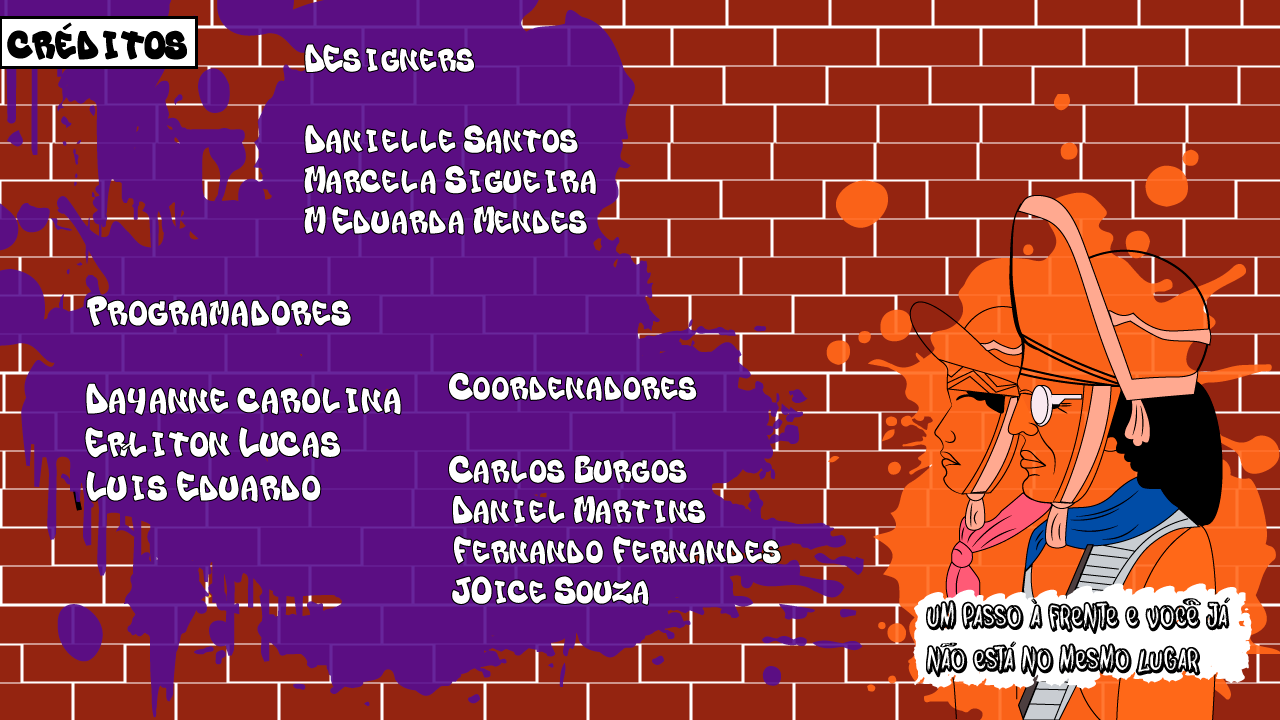 CRÉDITOS
DESIGNERS
DANIELLE SANTOS
MARCELA SIGUEIRA
M EDUARDA MENDES
PROGRAMADORES
DAYANNE CAROLINA
ERLITON LUCAS
LUIS EDUARDO
COORDENADORES
CARLOS BURGOS
DANIEL MARTINS
FERNANDO FERNANDES
JOICE SOUZA
UM PASSO À FRENTE E VOCÊ JÁ
NÃO ESTÁ NO MESMO LUGAR